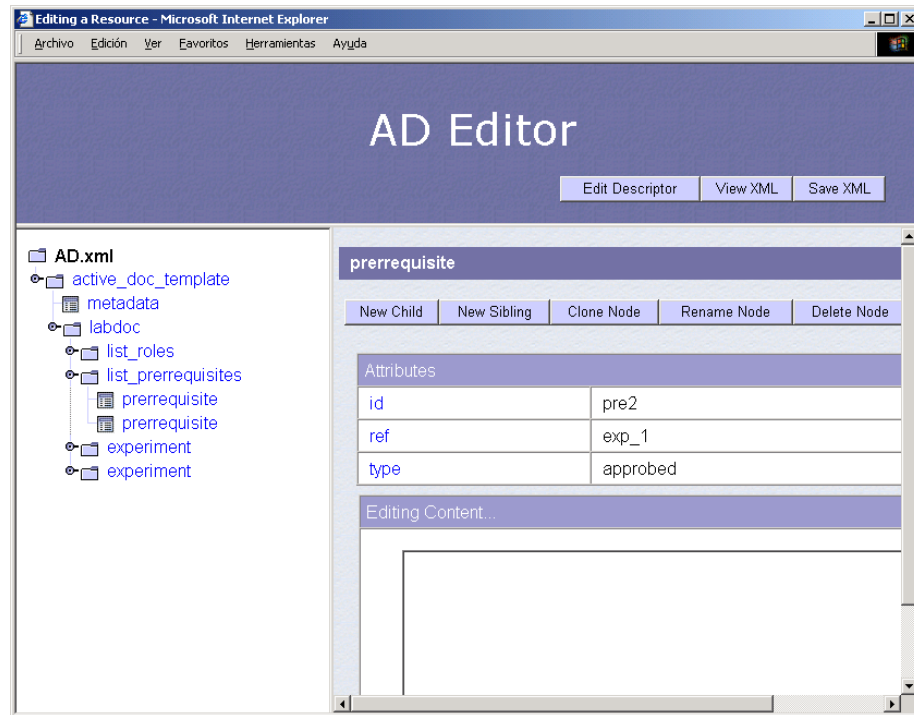 Editing a Resource - Microsoft Internet Explorer
Archivo Edición Ver Favoritos Herramientas Ayuda
AD Editor
Edit Descriptor View XML Save XML
AD.xml
active_doc_template
metadata
labdoc
list_roles
list_prerrequisites
prerrequisite
prerrequisite
experiment
experiment
prerrequisite
New Child New Sibling Clone Node Rename Node Delete Node
Attributes
id pre2
ref exp_1
type approbed
Editing Content...